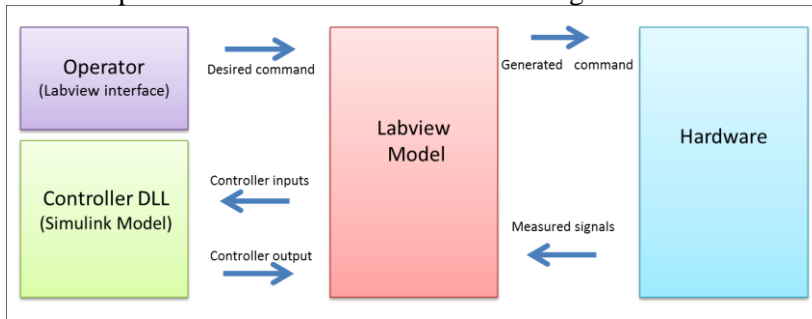 Operator
(Labview interface)
Desired command
Generated command
Labview
Model
Hardware
Controller DLL
(Simulink Model)
Controller inputs
Controller output
Measured signals